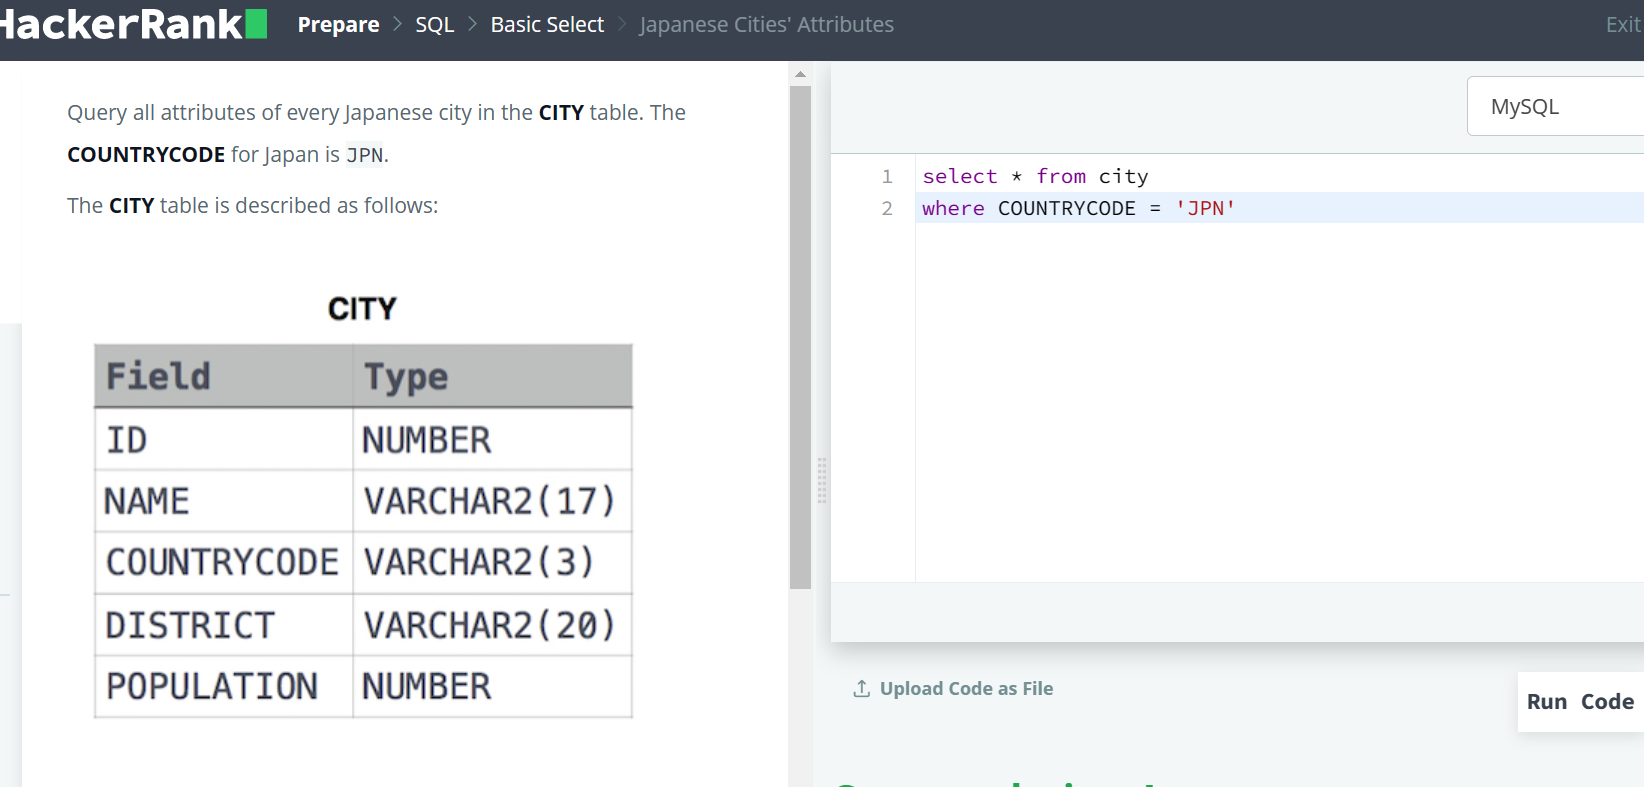 HackerRank Prepare > SQL > Basic Select > Japanese Cities' Attributes Exit
Query all attributes of every Japanese city in the CITY table. The
COUNTRYCODE for Japan is JPN.
The CITY table is described as follows:
CITY
Field Type
ID NUMBER
NAME VARCHAR2(17)
COUNTRYCODE VARCHAR2(3)
DISTRICT VARCHAR2(20)
POPULATION NUMBER
MySQL
1 select * from city
2 where COUNTRYCODE = 'JPN'
Upload Code as File
Run Code